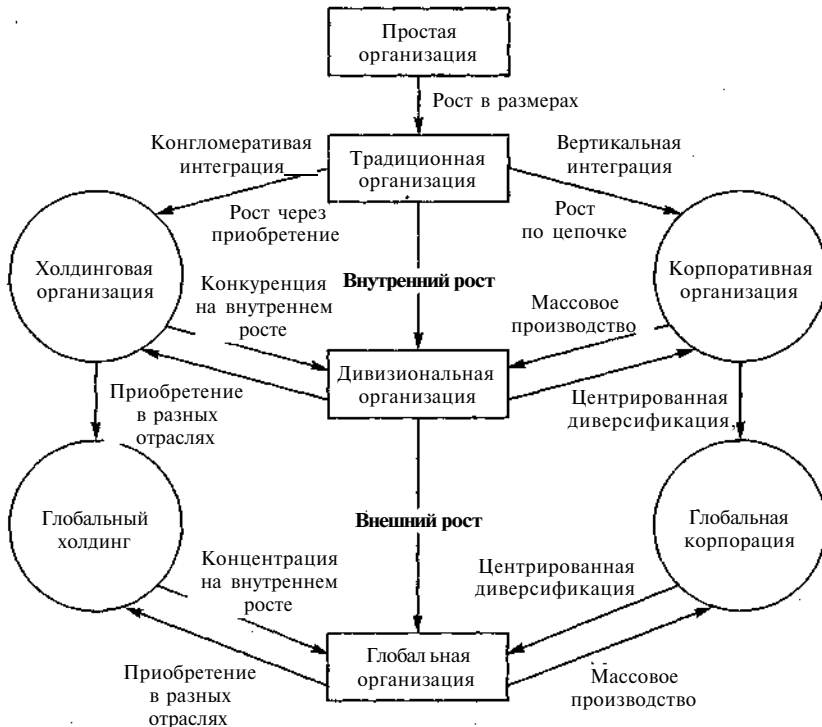 Простая
организация
Рост в размерах
Конгломеративая
интеграция
Традиционная
организация
Вертикальная
интеграция
Рост через
приобретение
Рост
по цепочке
Холдинговая
организация
Конкуренция
на внутреннем
росте
Внутренний рост
Массовое
производство
Корпоративная
организация
Дивизиональная
организация
Приобретение
в разных
отраслях
Центрированная
диверсификация,
Глобальный
холдинг
Внешний рост
Глобальная
корпорация
Концентрация
на внутреннем
росте
Центрированная
диверсификация
Глобальная
организация
Приобретение
в разных
отраслях
Массовое
производство